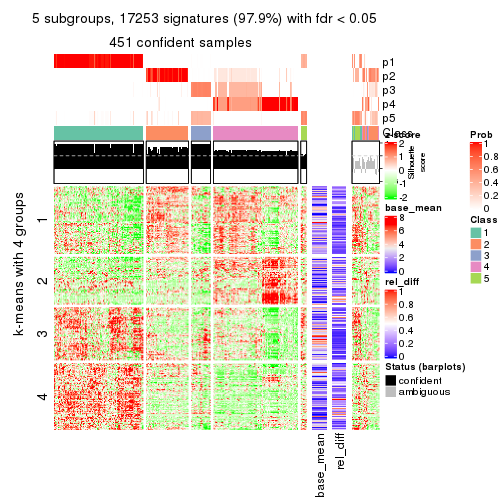 5 subgroups, 17253 signatures (97.9%) with fdr < 0.05
451 confident samples
p1
p2
p3
p4
p5
Class
z-score
2
1
0
-1
-2
Silhouette
score
base_mean
8
6
4
2
0
rel_diff
1
0.8
0.6
0.4
0.2
0
Status (barplots)
confident
ambiguous
Prob
1
0.8
0.6
0.4
0.2
0
Class
1
2
3
4
5
k-means with 4 groups
1
2
3
4
base_mean
rel_diff